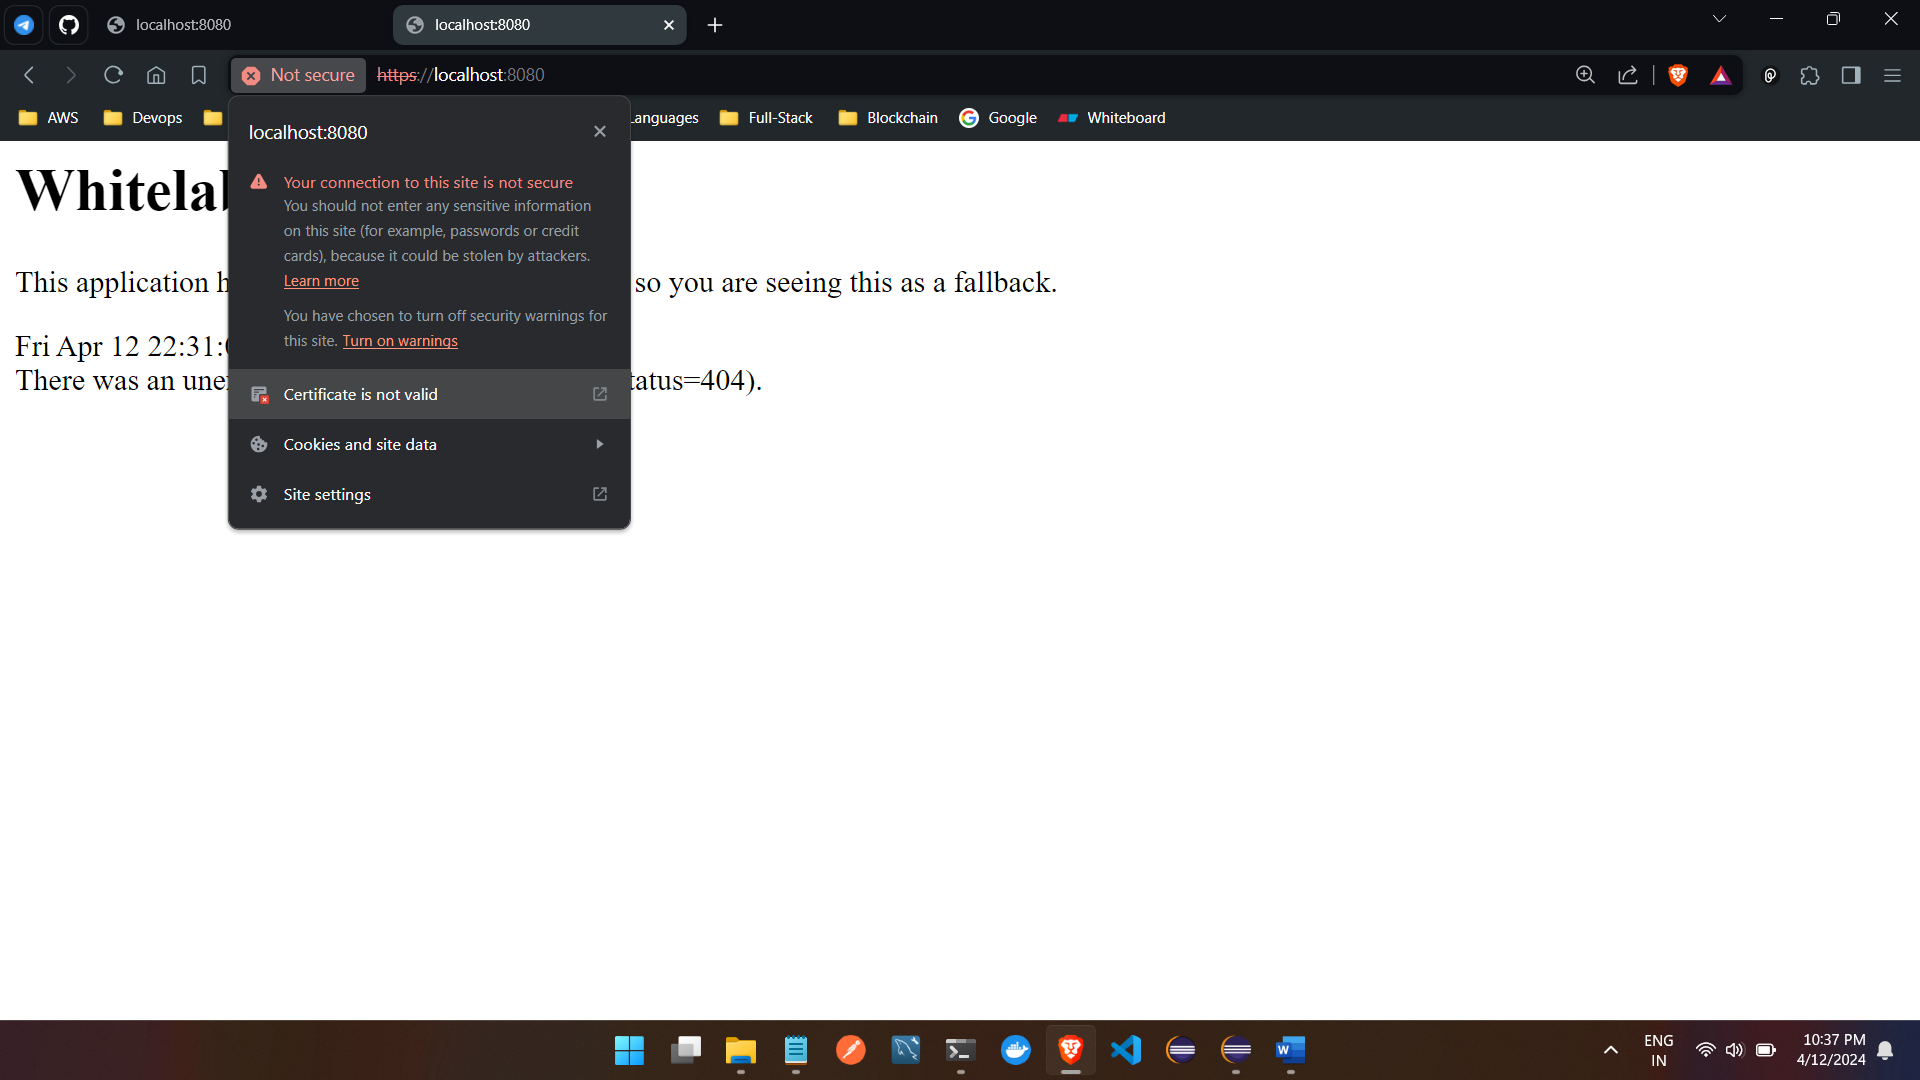 localhost:8080
localhost:8080
Not secure
https://localhost:8080
AWS
Devops
Languages
Full-Stack
Blockchain
Google
Whiteboard
localhost:8080
Your connection to this site is not secure
You should not enter any sensitive information
on this site (for example, passwords or credit
cards), because it could be stolen by attackers.
Learn more
You have chosen to turn off security warnings for
this site. Turn on warnings
Certificate is not valid
Cookies and site data
Site settings
This application
so you are seeing this as a fallback.
Fri Apr 12 22:31:
There was an
status=404).
ENG
IN
10:37 PM
4/12/2024